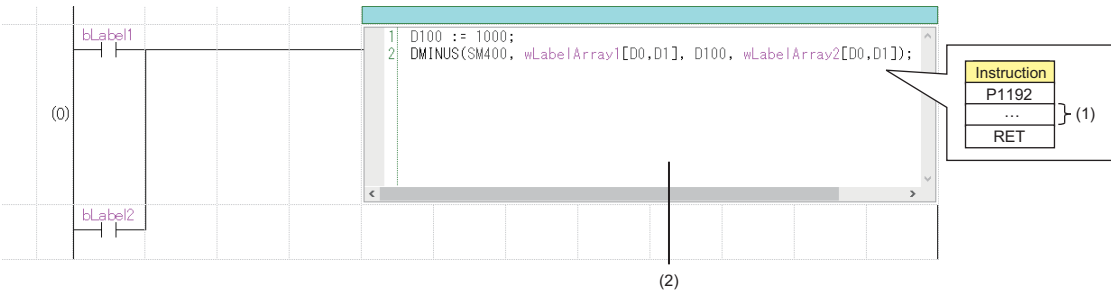 bLabel1
1 D100 := 1000;
2 DMINUS(SM400, wLabelArray1[D0,D1], D100, wLabelArray2[D0,D1]);
Instruction
P1192
...
(1)
RET
(0)
bLabel2
(2)